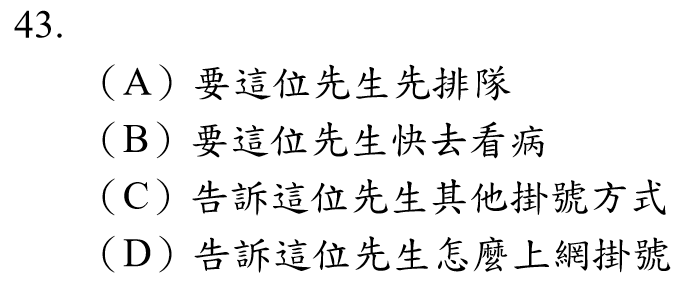 43.
（A）要這位先生先排隊
（B）要這位先生快去看病
（C）告訴這位先生其他掛號方式
（D）告訴這位先生怎麼上網掛號